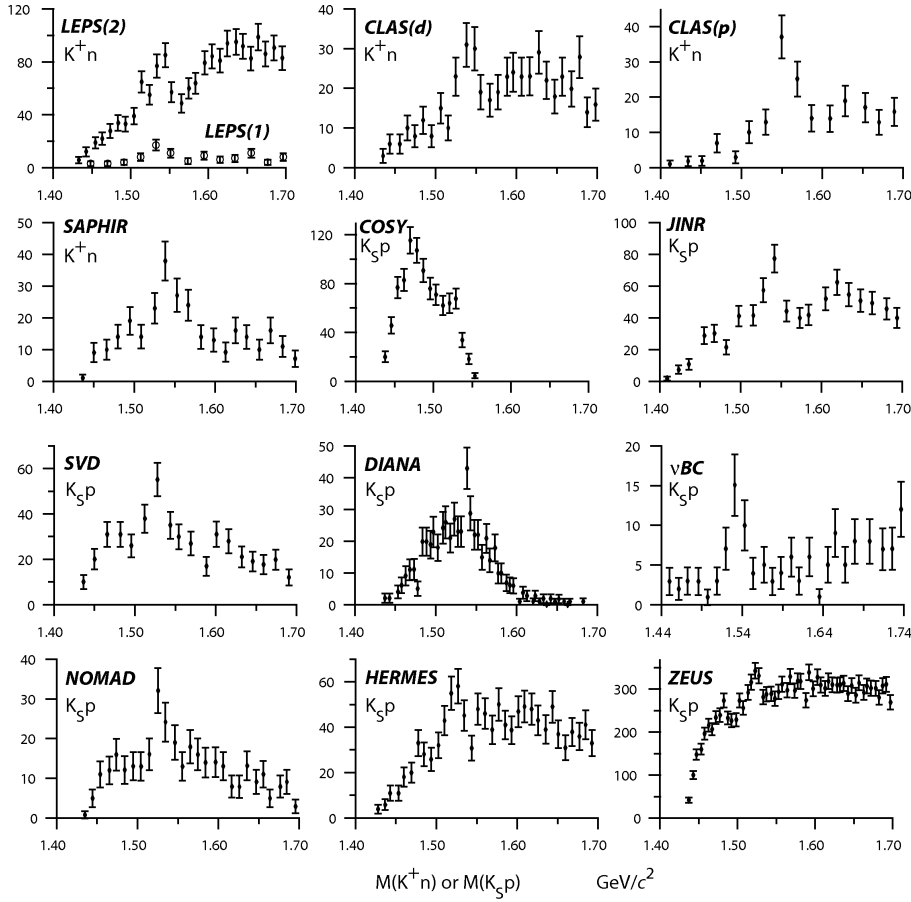 120
80
40
0
LEPS(2)
K⁺n
LEPS(1)
1.40 1.50 1.60 1.70
40
30
20
10
0
CLAS(d)
K⁺n
1.40 1.50 1.60 1.70
40
30
20
10
0
CLAS(p)
K⁺n
1.40 1.50 1.60 1.70
50
40
30
20
10
0
SAPHIR
K⁺n
1.40 1.50 1.60 1.70
120
80
40
0
COSY
KSp
1.40 1.50 1.60 1.70
100
80
60
40
20
0
JINR
KSp
1.40 1.50 1.60 1.70
60
40
20
0
SVD
KSp
1.40 1.50 1.60 1.70
50
40
30
20
10
0
DIANA
KSp
1.40 1.50 1.60 1.70
20
15
10
5
0
νBC
KSp
1.44 1.54 1.64 1.74
40
30
20
10
0
NOMAD
KSp
1.40 1.50 1.60 1.70
60
40
20
0
HERMES
KSp
1.40 1.50 1.60 1.70
300
200
100
0
ZEUS
KSp
1.40 1.50 1.60 1.70
M(K⁺n) or M(KSp) GeV/c²